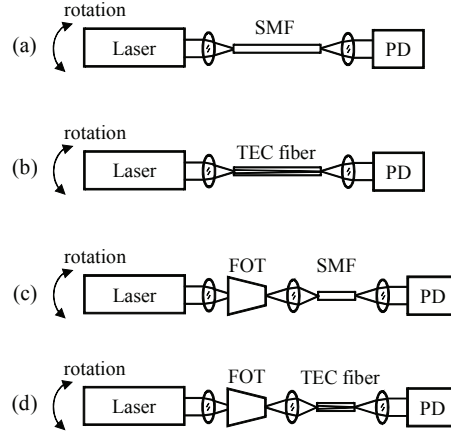 rotation
SMF
(a)
Laser
PD
rotation
TEC fiber
(b)
Laser
PD
rotation
FOT
SMF
(c)
Laser
PD
rotation
FOT
TEC fiber
(d)
Laser
PD